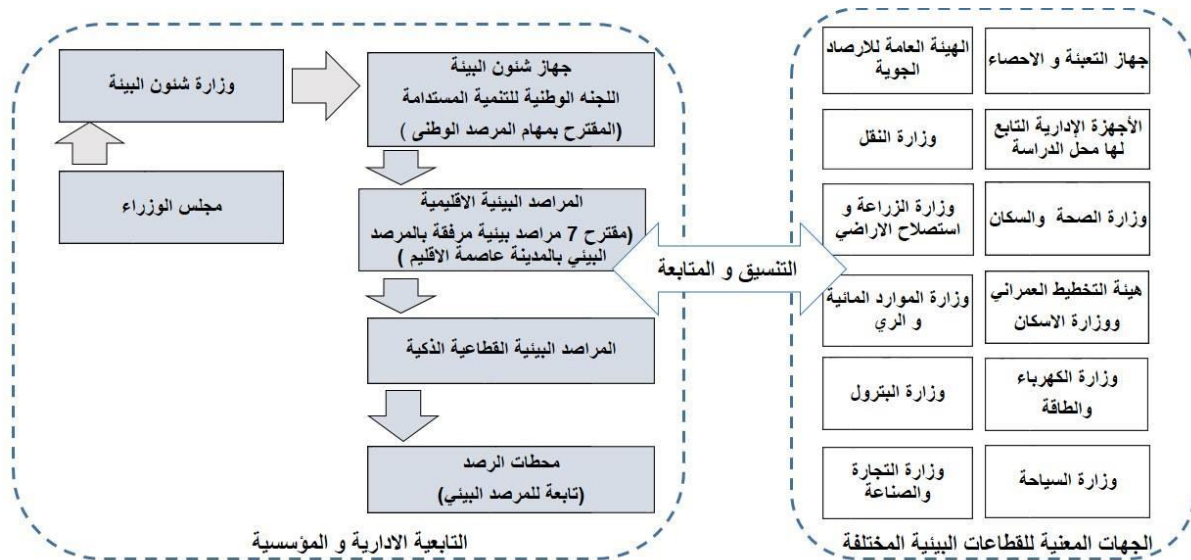 وزارة شئون البيئة
مجلس الوزراء
جهاز شئون البيئة
اللجنه الوطنية للتنمية المستدامة
(المقترح بمهام المرصد الوطنى )
المراصد البيئية الاقليمية
(مقترح 7 مراصد بيئية مرفقة بالمرصد
البيئي بالمدينة عاصمة الاقليم )
المراصد البيئية القطاعية الذكية
محطات الرصد
(تابعة للمرصد البيئي)
التابعية الادارية و المؤسسية
التنسيق و المتابعة
جهاز التعبئة و الاحصاء
الهيئة العامة للارصاد
الجوية
الأجهزة الإدارية التابع
لها محل الدراسة
وزارة النقل
وزارة الصحة والسكان
وزارة الزراعة و
استصلاح الاراضي
هيئة التخطيط العمراني
ووزارة الاسكان
وزارة الموارد المائية
و الري
وزارة الكهرباء
والطاقة
وزارة البترول
وزارة السياحة
وزارة التجارة
والصناعة
الجهات المعنية للقطاعات البيئية المختلفة